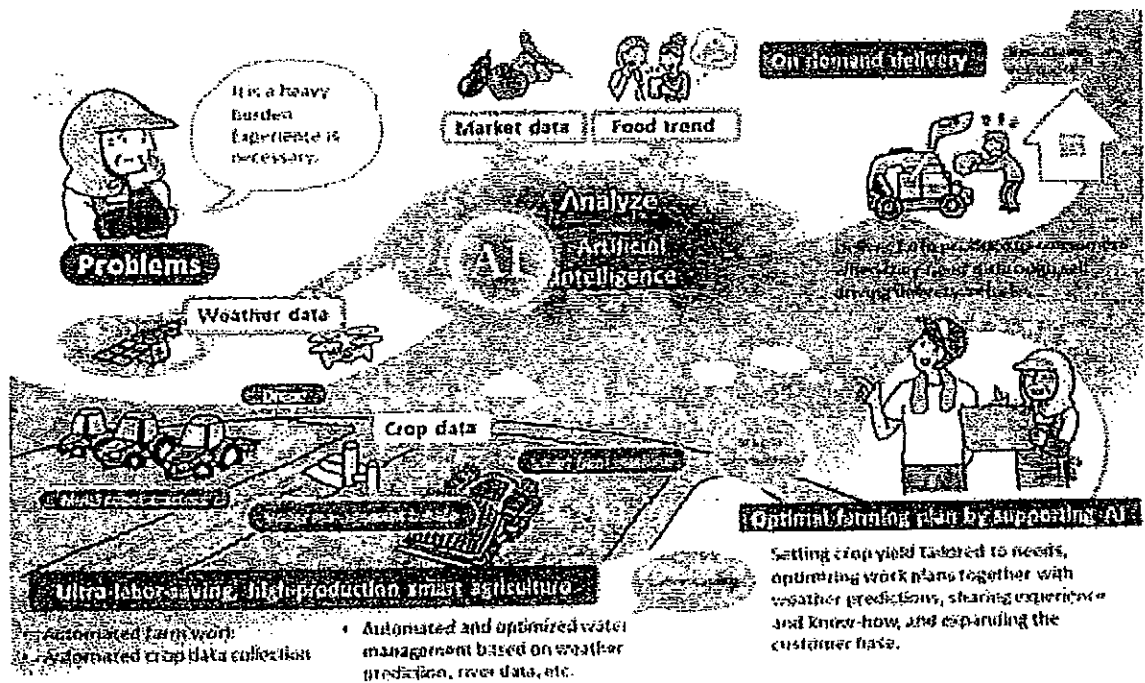 It is a heavy
burden
Experience is
necessary.
Problems
Market data
Food trend
On demand delivery
Analyze
AI
Artificial
Intelligence
Weather data
Drone
Crop data
Ultra-labor-saving, high-production smart agriculture
• Automated farm work
• Automated crop data collection
• Automated and optimized water
management based on weather
prediction, river data, etc.
Optimal farming plan by supporting AI
Setting crop yield tailored to needs,
optimizing work plans together with
weather predictions, sharing experience
and know-how, and expanding the
customer base.